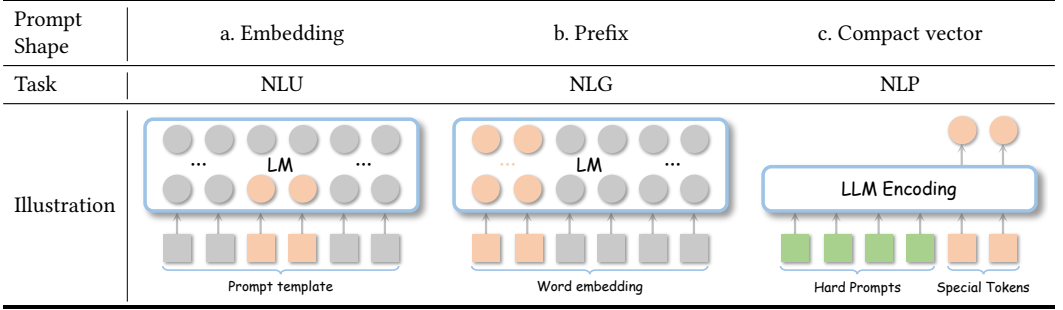 Prompt Shape
a. Embedding
b. Prefix
c. Compact vector
Task
NLU
NLG
NLP
Illustration
...
LM
...
Prompt template
...
LM
...
Word embedding
LLM Encoding
Hard Prompts
Special Tokens